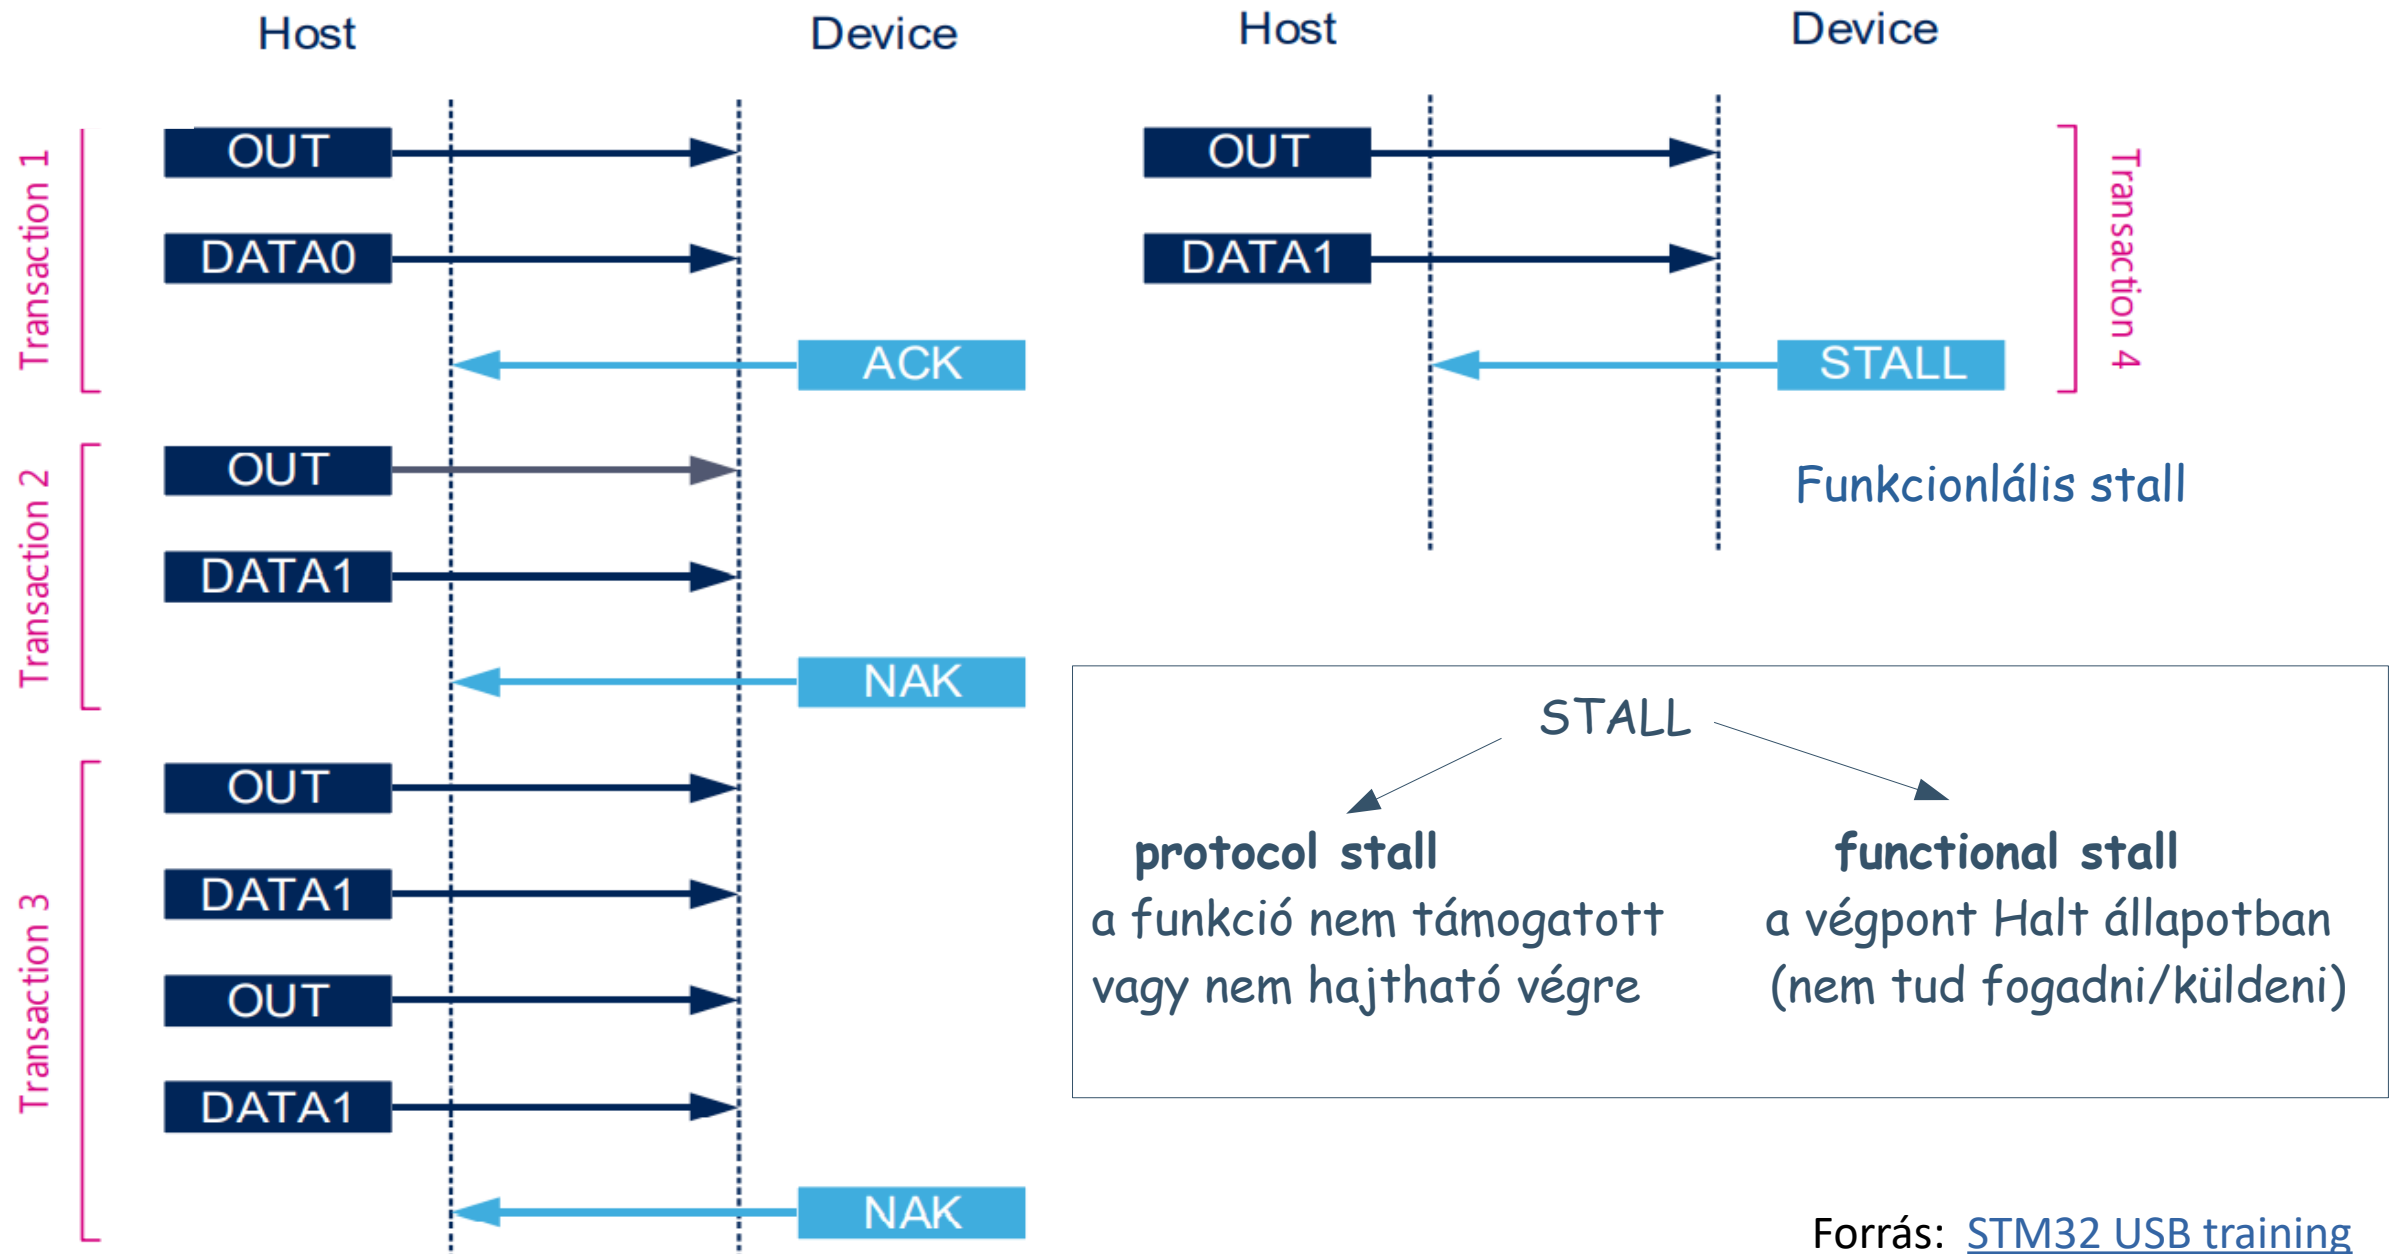 Host
Device
Transaction 1
OUT
DATA0
ACK
Transaction 2
OUT
DATA1
NAK
Transaction 3
OUT
DATA1
OUT
DATA1
NAK
Host
Device
OUT
DATA1
STALL
Transaction 4
Funkcionlális stall
STALL
protocol stall
a funkció nem támogatott
vagy nem hajtható végre
functional stall
a végpont Halt állapotban
(nem tud fogadni/küldeni)
Forrás: STM32 USB training